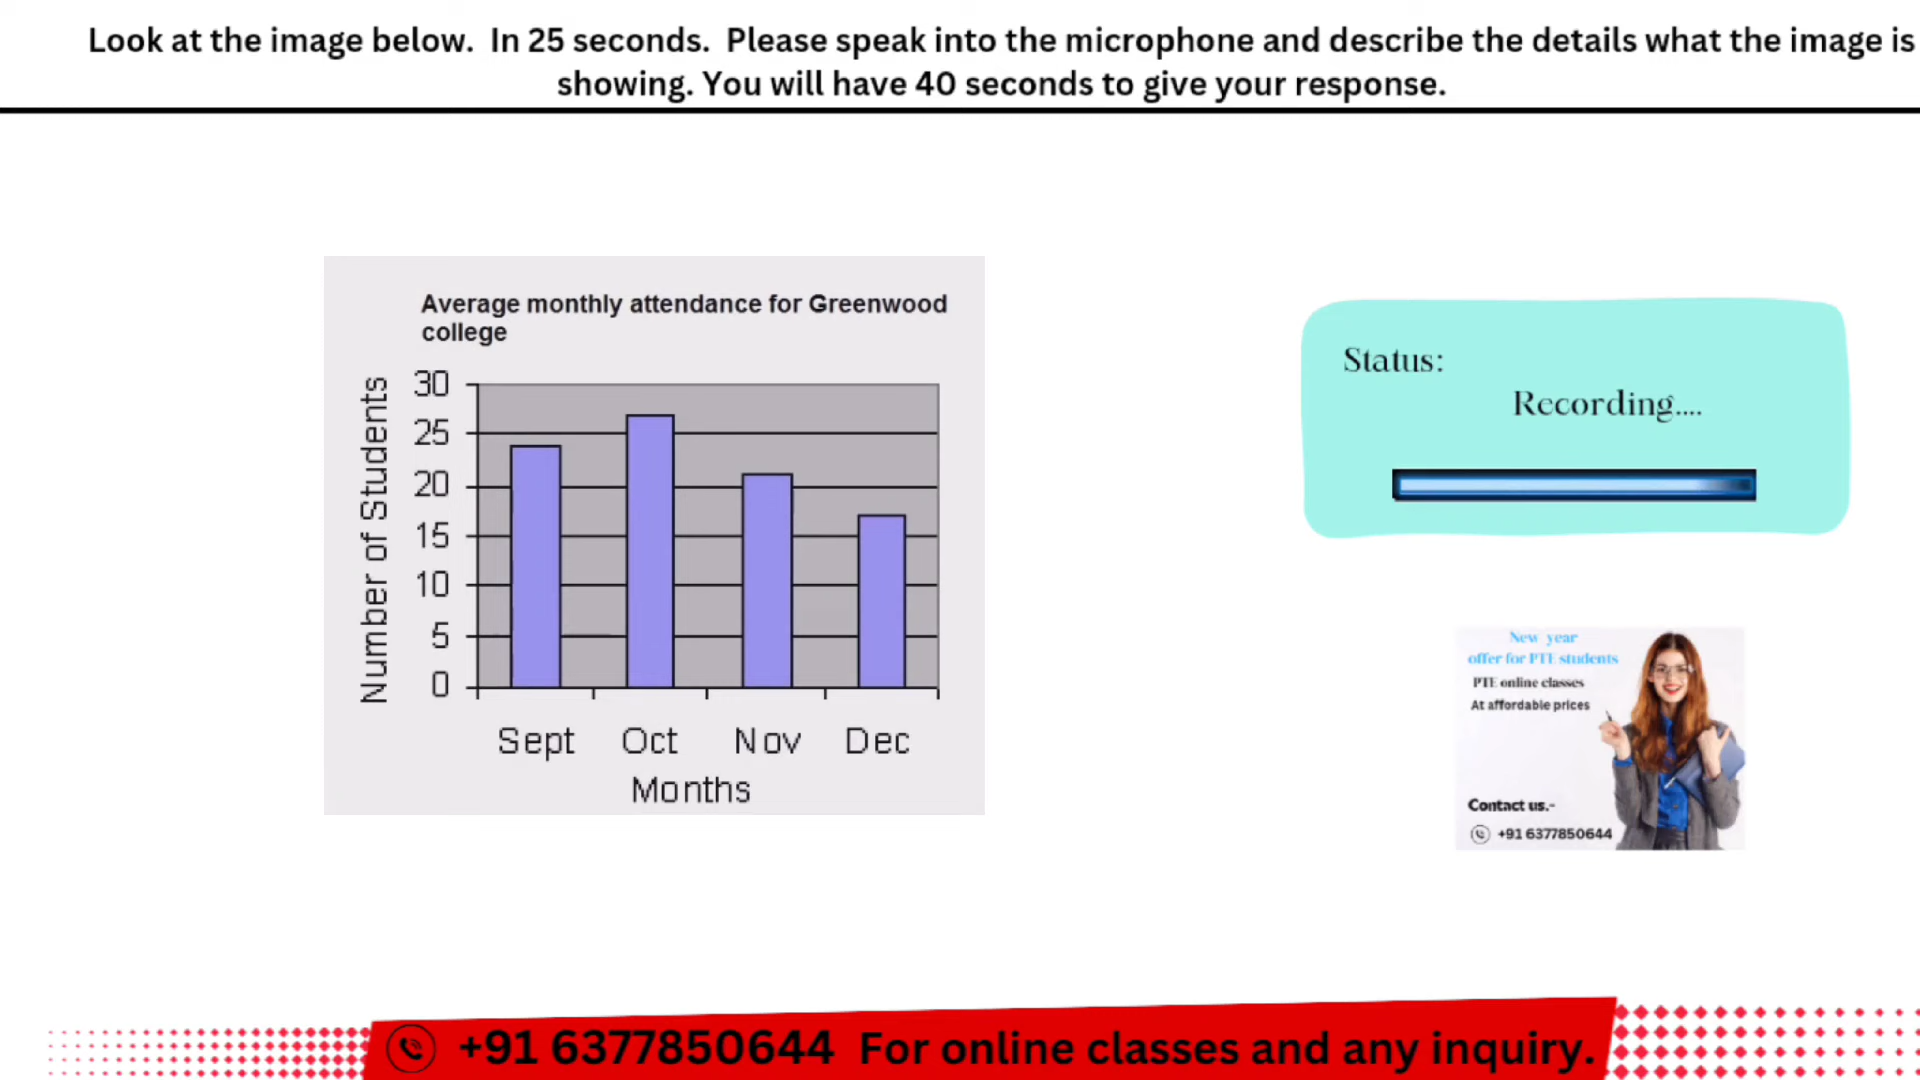 Look at the image below.  In 25 seconds.  Please speak into the microphone and describe the details what the image is
showing. You will have 40 seconds to give your response.
Average monthly attendance for Greenwood
college
Number of Students
30
25
20
15
10
5
0
Sept Oct Nov Dec
Months
Status:
Recording....
New year
offer for PTE students
PTE online classes
At affordable prices
Contact us.-
+91 6377850644
+91 6377850644  For online classes and any inquiry.